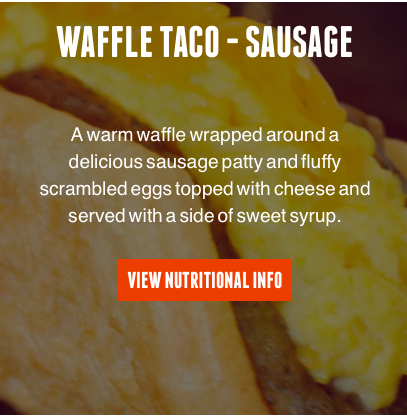 WAFFLE TACO - SAUSAGE
A warm waffle wrapped around a
delicious sausage patty and fluffy
scrambled eggs topped with cheese and
served with a side of sweet syrup.
VIEW NUTRITIONAL INFO